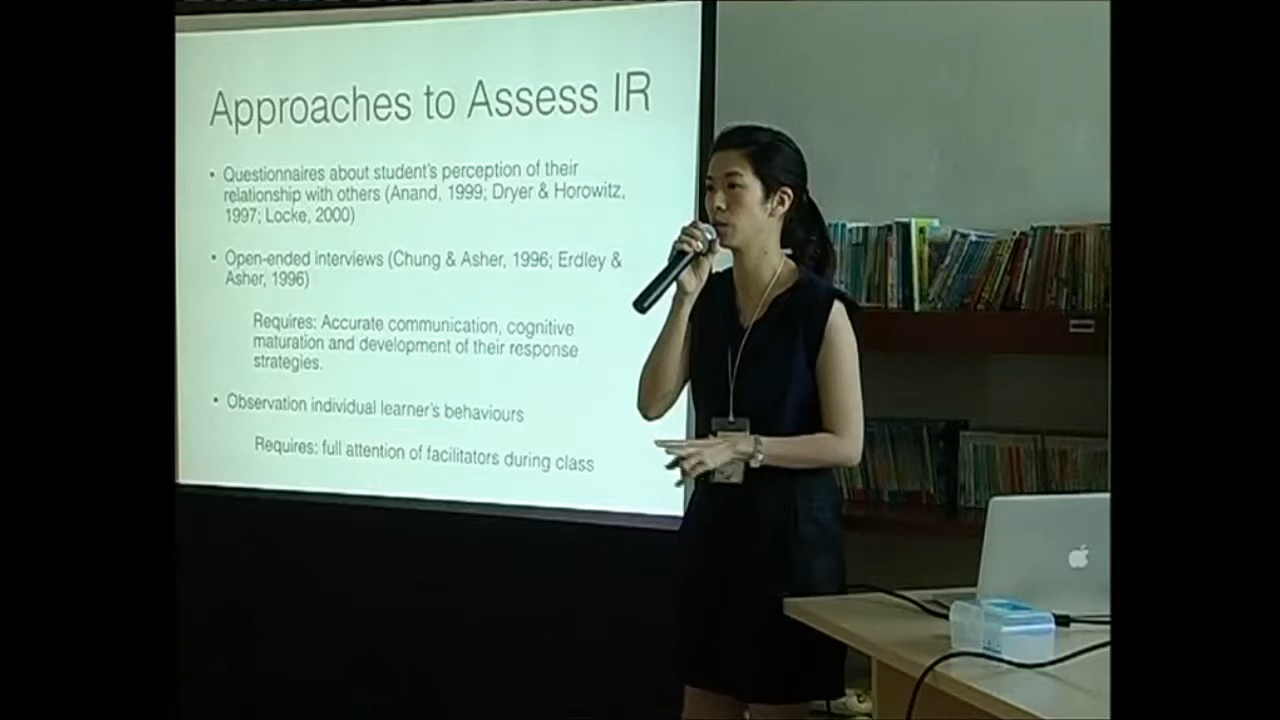 Approaches to Assess IR
• Questionnaires about student's perception of their
relationship with others (Anand, 1999; Dryer & Horowitz,
1997; Locke, 2000)
• Open-ended interviews (Chung & Asher, 1996; Erdley &
Asher, 1996)
Requires: Accurate communication, cognitive
maturation and development of their response
strategies.
• Observation individual learner's behaviours
Requires: full attention of facilitators during class